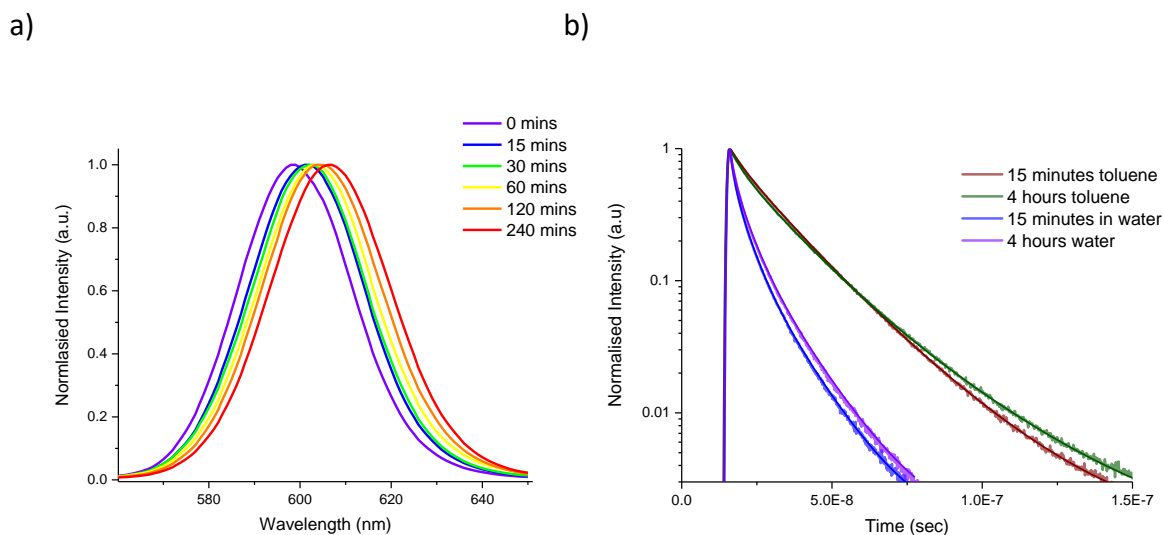 a)
b)
0 mins
15 mins
30 mins
60 mins
120 mins
240 mins
1.0
0.8
0.6
0.4
0.2
0.0
580
600
620
640
Normlasied Intensity (a.u.)
Wavelength (nm)
15 minutes toluene
4 hours toluene
15 minutes in water
4 hours water
1
0.1
0.01
0.0
5.0E-8
1.0E-7
1.5E-7
Normalised Intensity (a.u)
Time (sec)